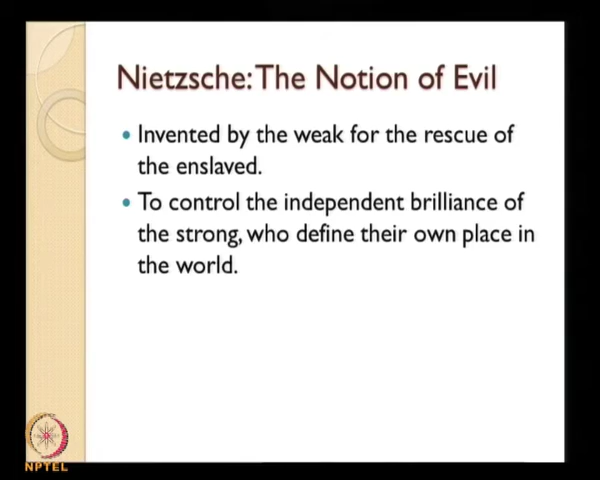 Nietzsche: The Notion of Evil
Invented by the weak for the rescue of
the enslaved.
To control the independent brilliance of
the strong, who define their own place in
the world.
NPTEL